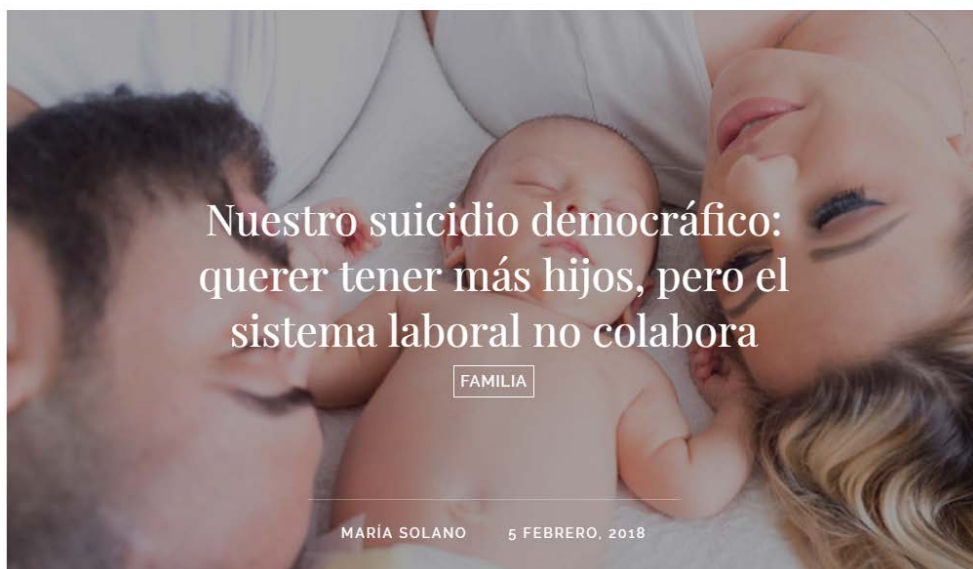 Nuestro suicidio democráfico:
querer tener más hijos, pero el
sistema laboral no colabora
FAMILIA
MARÍA SOLANO 5 FEBRERO, 2018